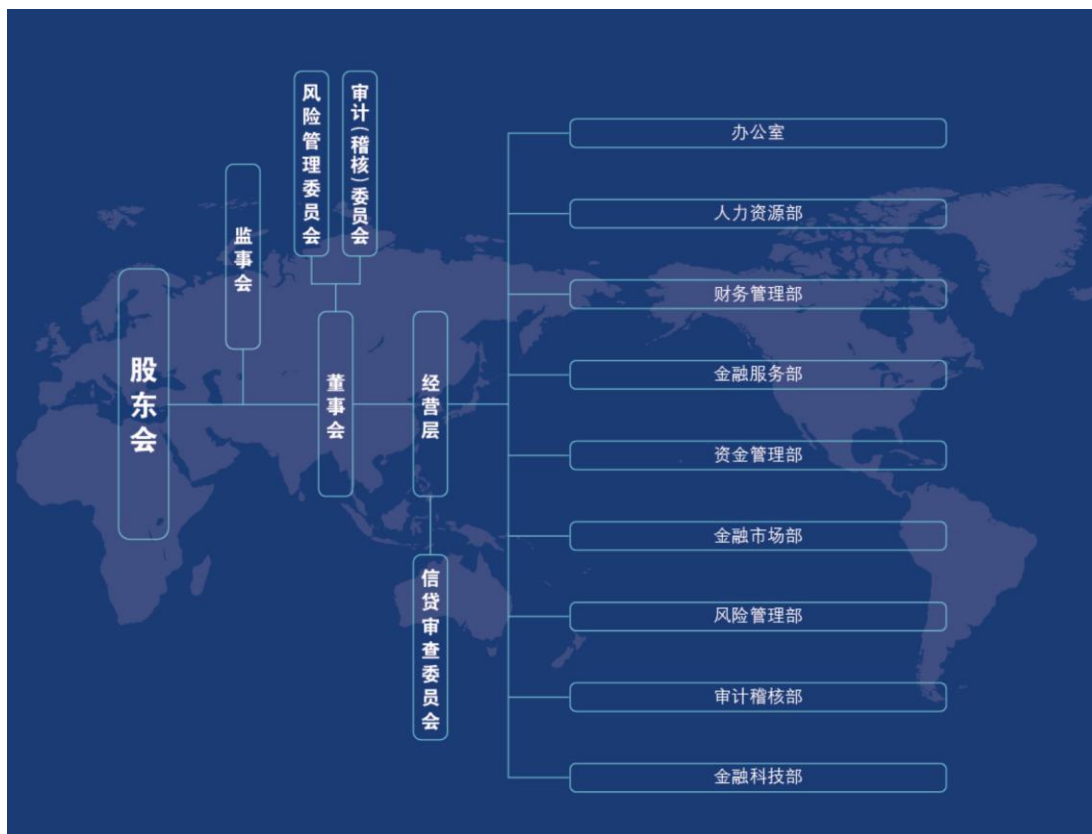 股东会
监事会
风险管理委员会
审计(稽核)委员会
董事会
经营层
信贷审查委员会
办公室
人力资源部
财务管理部
金融服务部
资金管理部
金融市场部
风险管理部
审计稽核部
金融科技部